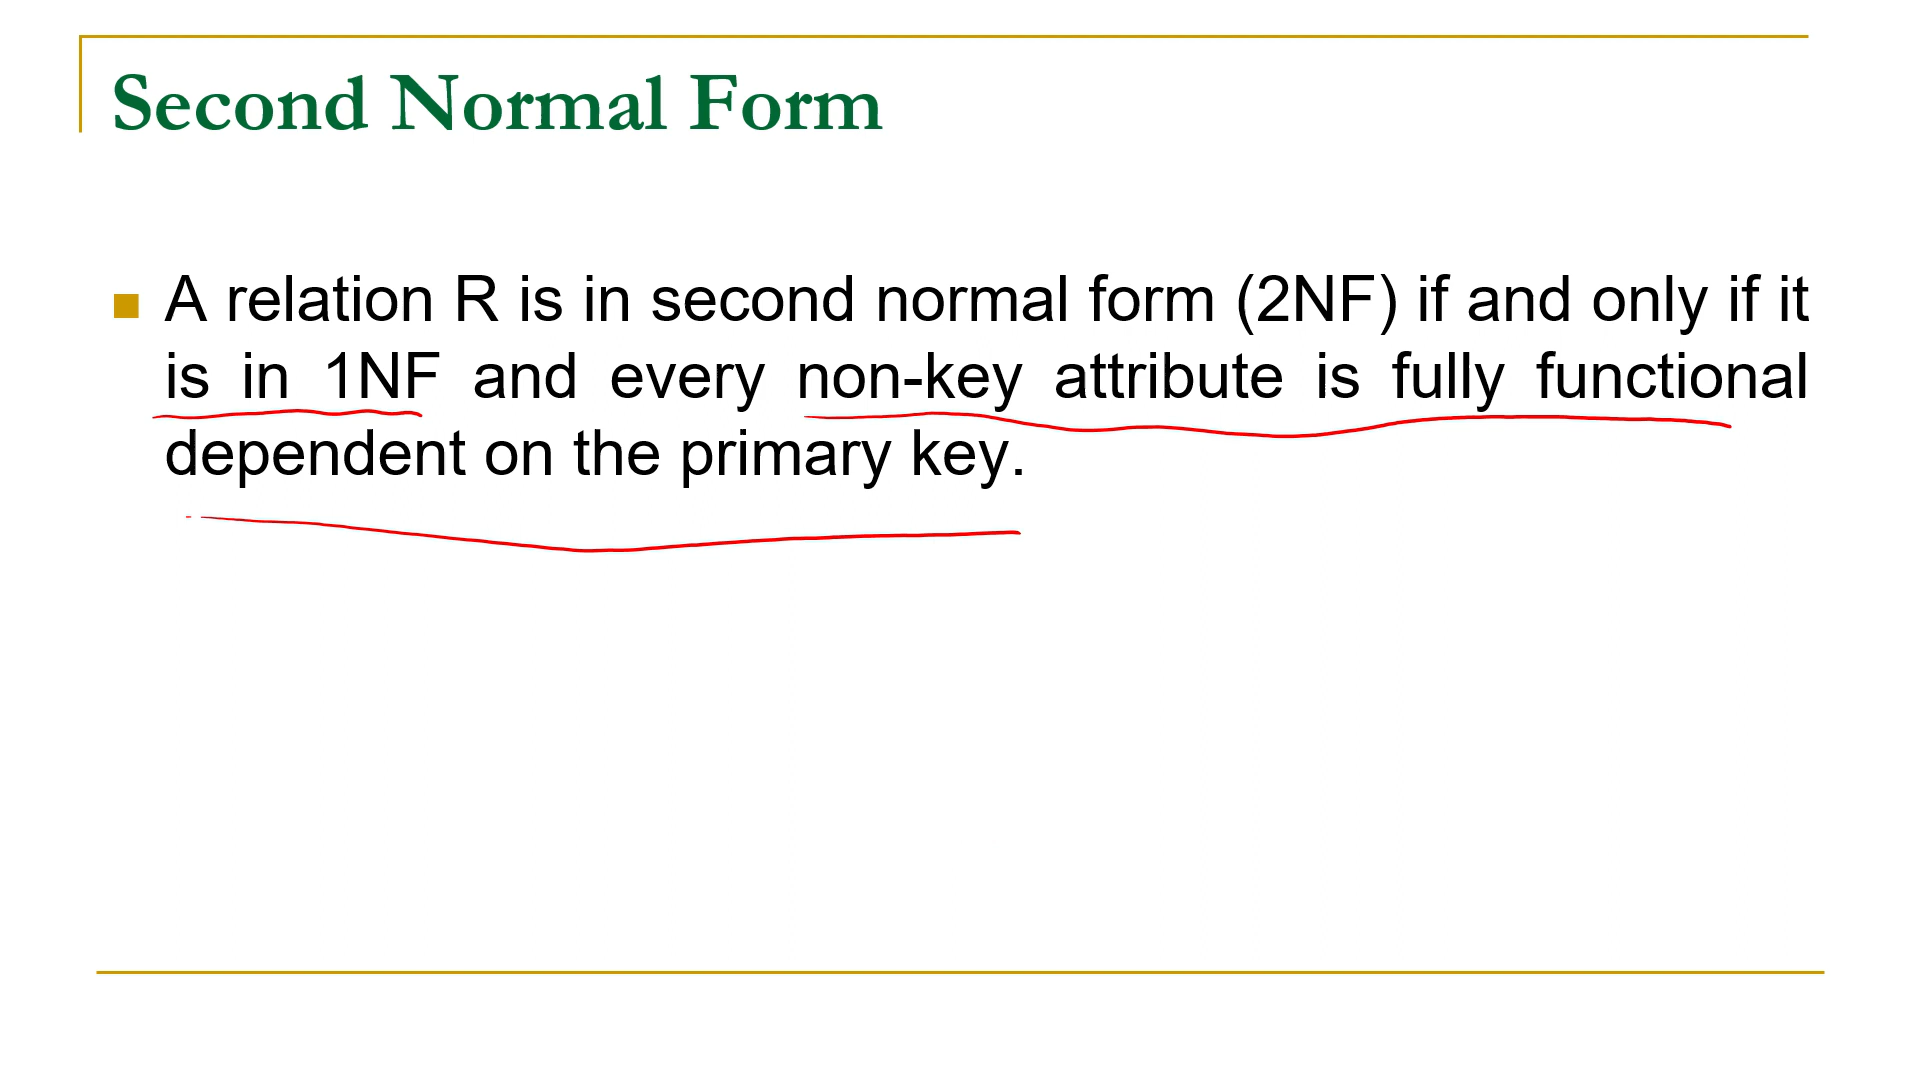 Second Normal Form
A relation R is in second normal form (2NF) if and only if it
is in 1NF and every non-key attribute is fully functional
dependent on the primary key.